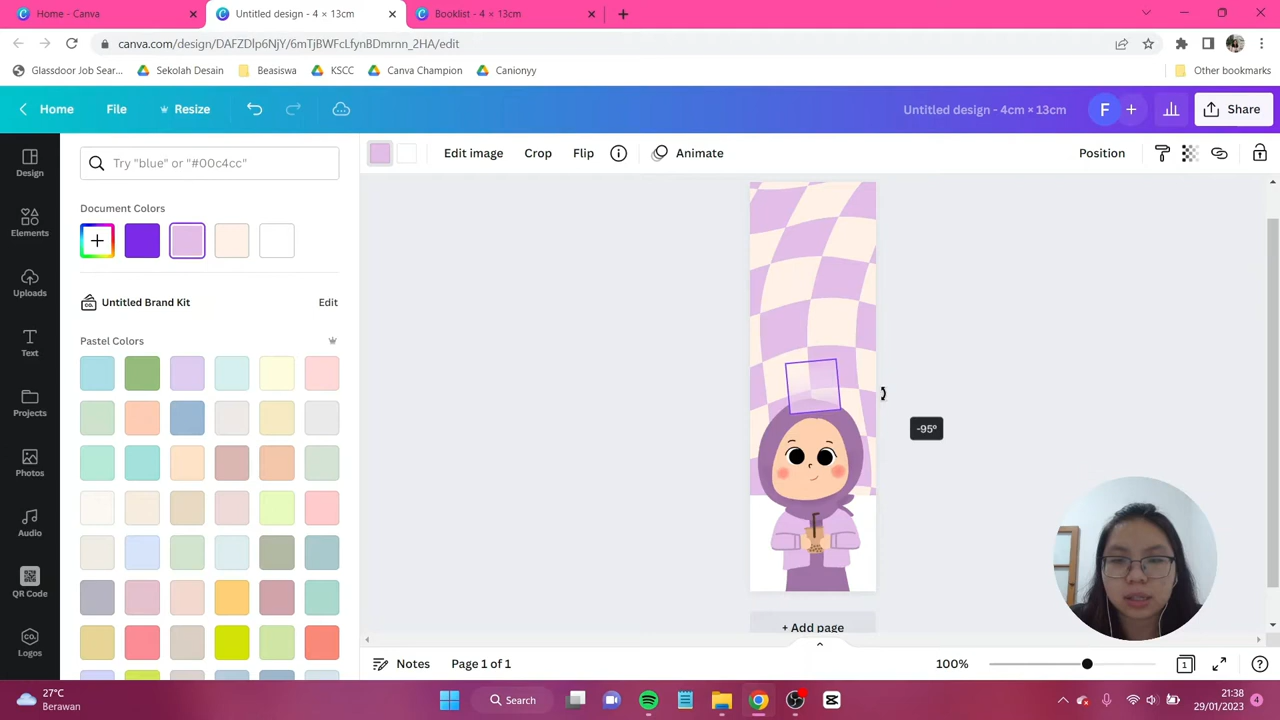 Home - Canva
Untitled design - 4 × 13cm
Booklist - 4 × 13cm
canva.com/design/DAFZDlp6NjY/6mTjBWFcLfynBDmrnn_2HA/edit
Glassdoor Job Sear...
Sekolah Desain
Beasiswa
KSCC
Canva Champion
Canionyy
Other bookmarks
Home
File
Resize
Untitled design - 4cm × 13cm
F
Share
Design
Elements
Uploads
Text
Projects
Photos
Audio
QR Code
Logos
Try "blue" or "#00c4cc"
Document Colors
Untitled Brand Kit
Edit
Pastel Colors
Edit image
Crop
Flip
Animate
Position
-95°
+ Add page
Notes
Page 1 of 1
100%
1
27°C
Berawan
Search
21:38
29/01/2023
4